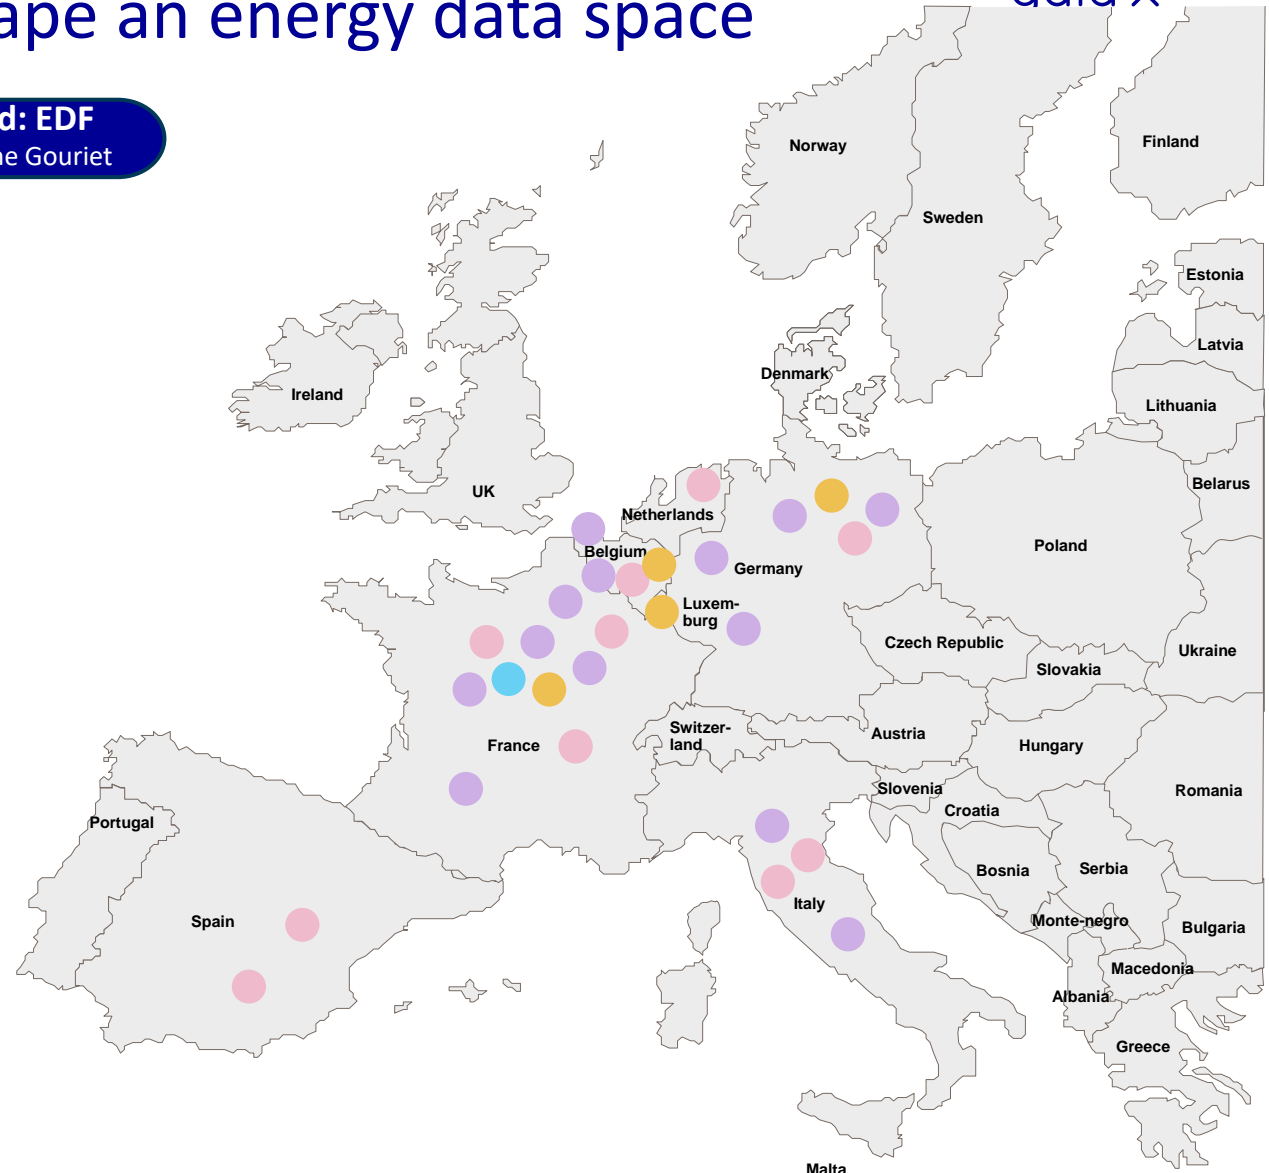 ape an energy data space
d: EDF
ne Gouriet
Norway
Finland
Sweden
Estonia
Latvia
Denmark
Ireland
Lithuania
UK
Belarus
Netherlands
Belgium
Poland
Germany
Luxem-
burg
Czech Republic
Ukraine
Slovakia
Switzer-
land
Austria
France
Hungary
Slovenia
Romania
Croatia
Portugal
Bosnia
Serbia
Italy
Spain
Monte-negro
Bulgaria
Macedonia
Albania
Greece
Malta